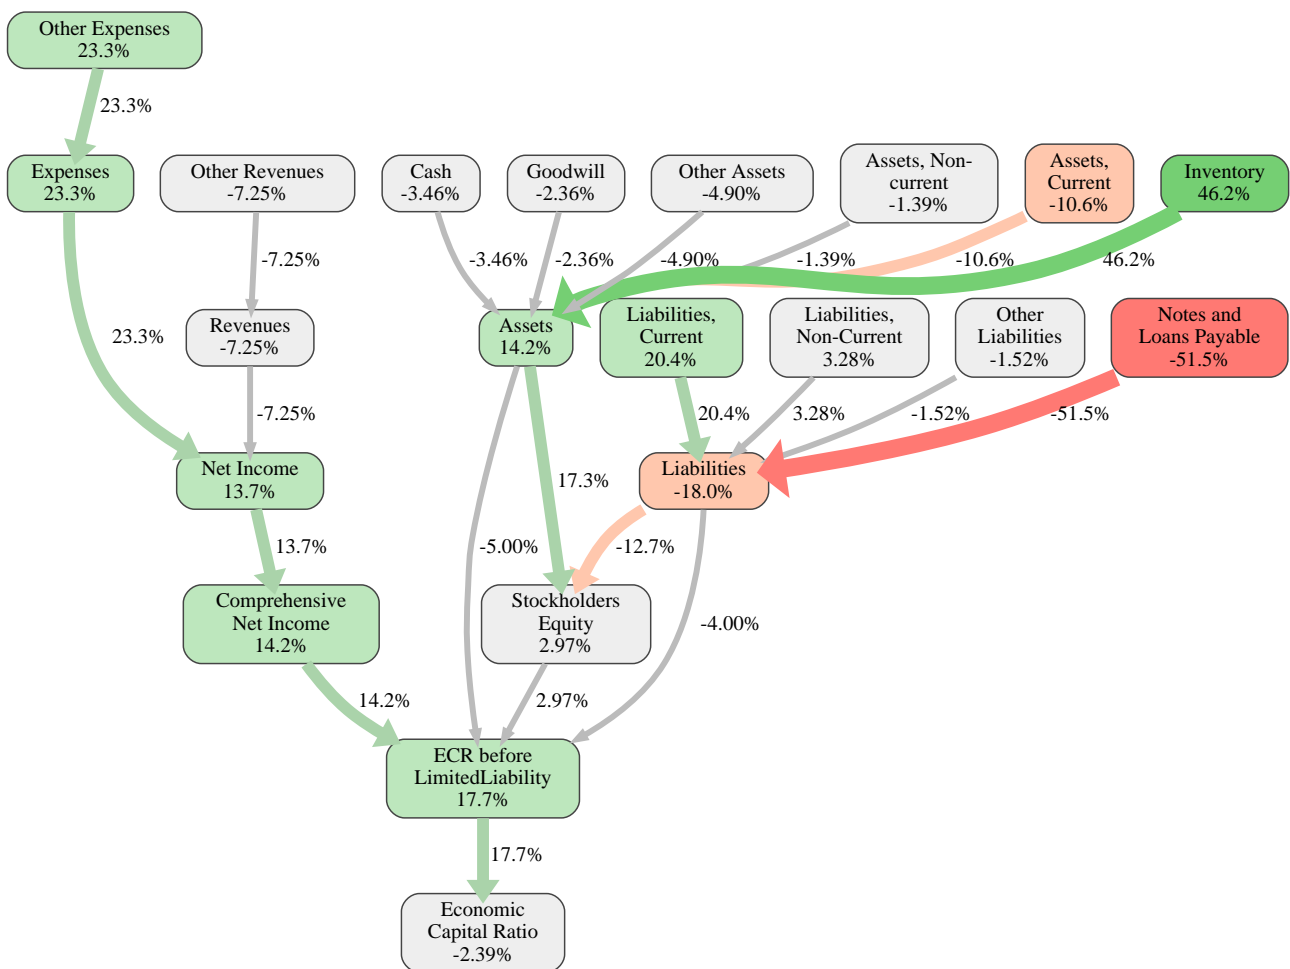 Other Expenses
23.3%
23.3%
Expenses
23.3%
Other Revenues
-7.25%
Cash
-3.46%
Goodwill
-2.36%
Other Assets
-4.90%
Assets, Non-
current
-1.39%
Assets,
Current
-10.6%
Inventory
46.2%
-7.25%
-3.46%
-2.36%
-4.90%
-1.39%
-10.6%
46.2%
23.3%
Revenues
-7.25%
Assets
14.2%
Liabilities,
Current
20.4%
Liabilities,
Non-Current
3.28%
Other
Liabilities
-1.52%
Notes and
Loans Payable
-51.5%
-7.25%
20.4%
3.28%
-1.52%
-51.5%
Net Income
13.7%
17.3%
Liabilities
-18.0%
13.7%
-5.00%
-12.7%
Comprehensive
Net Income
14.2%
Stockholders
Equity
2.97%
-4.00%
14.2%
2.97%
ECR before
LimitedLiability
17.7%
17.7%
Economic
Capital Ratio
-2.39%